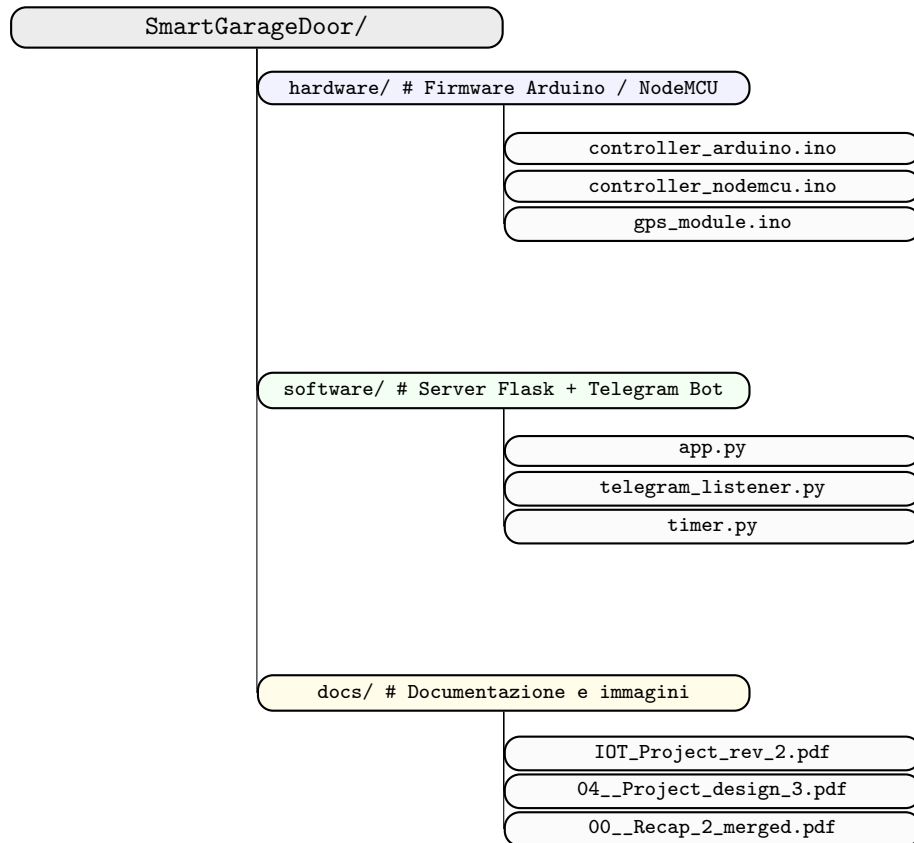 SmartGarageDoor/
hardware/ # Firmware Arduino / NodeMCU
controller_arduino.ino
controller_nodemcu.ino
gps_module.ino
software/ # Server Flask + Telegram Bot
app.py
telegram_listener.py
timer.py
docs/ # Documentazione e immagini
IOT_Project_rev_2.pdf
04__Project_design_3.pdf
00__Recap_2_merged.pdf